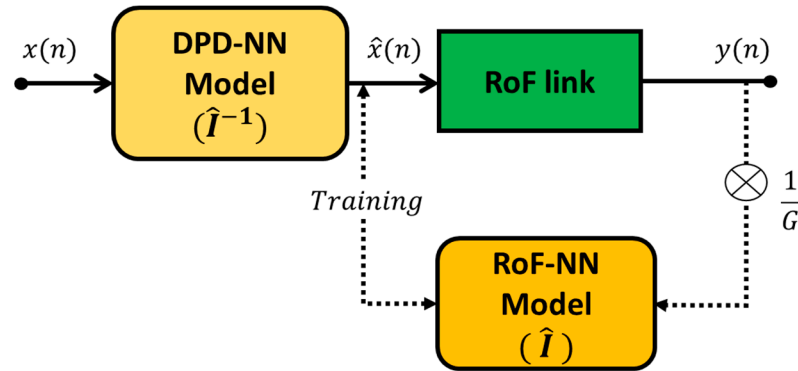 x(n)
DPD-NN
Model
(Î⁻¹)
x̂(n)
RoF link
y(n)
Training
1
G
RoF-NN
Model
( Î )